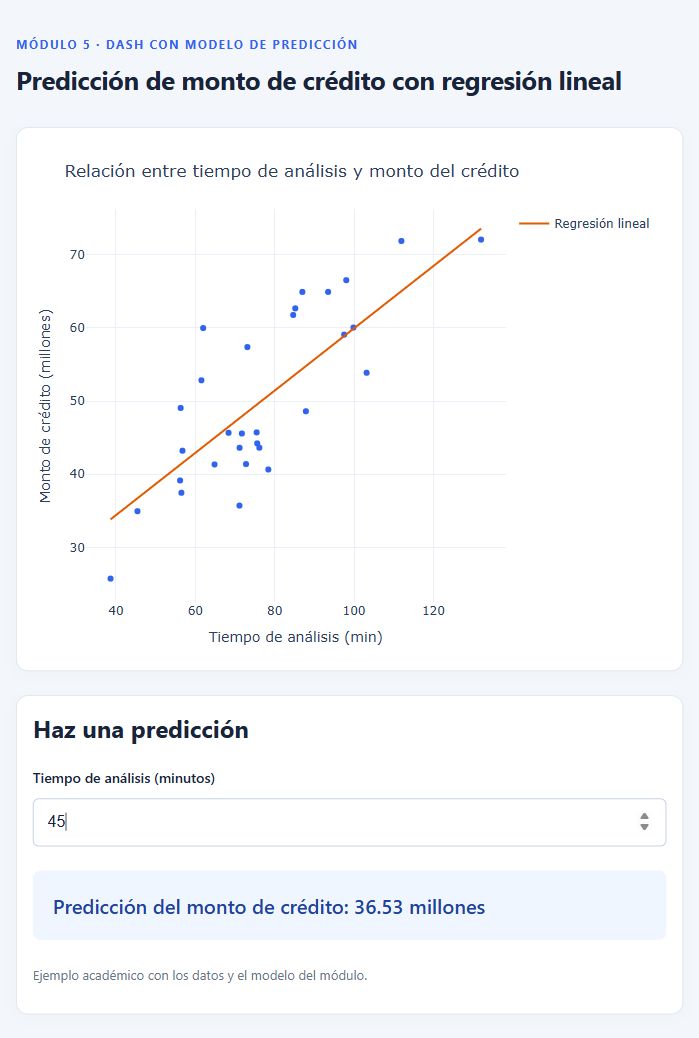 MÓDULO 5 · DASH CON MODELO DE PREDICCIÓN
Predicción de monto de crédito con regresión lineal
Relación entre tiempo de análisis y monto del crédito
Regresión lineal
Monto de crédito (millones)
70
60
50
40
30
40 60 80 100 120
Tiempo de análisis (min)
Haz una predicción
Tiempo de análisis (minutos)
45
Predicción del monto de crédito: 36.53 millones
Ejemplo académico con los datos y el modelo del módulo.